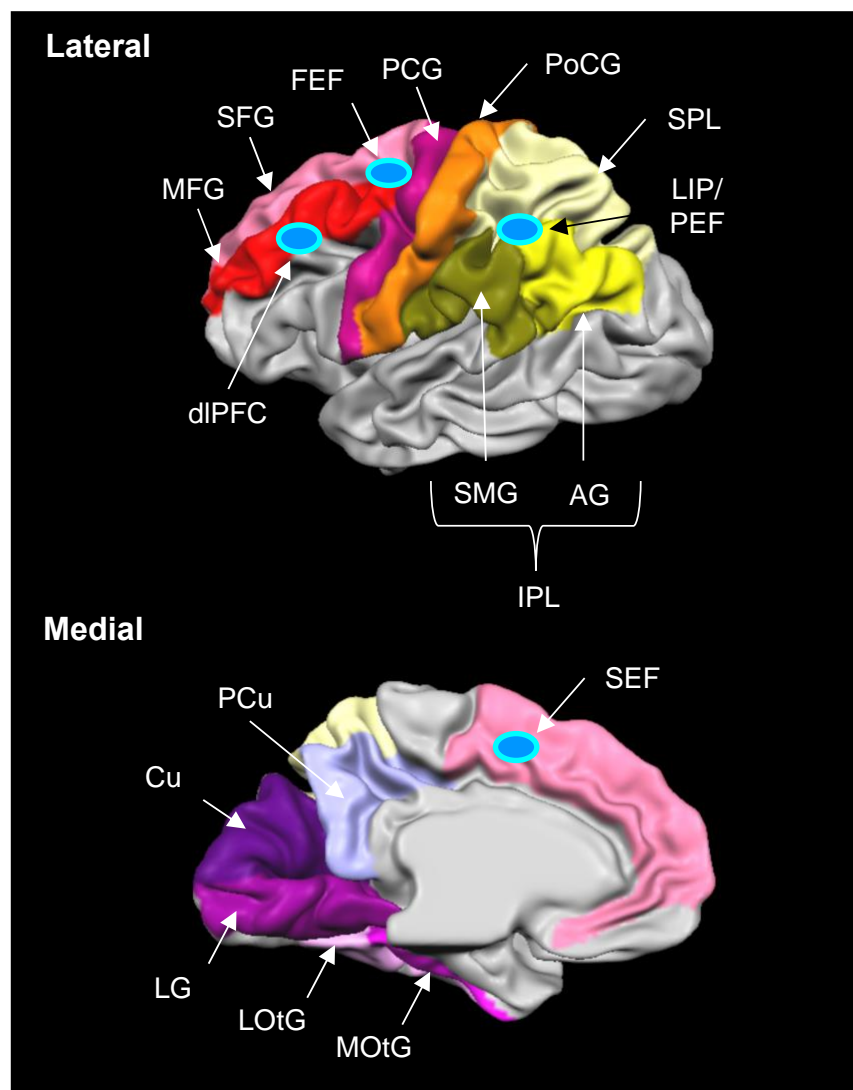 Lateral
FEF
PCG
PoCG
SFG
SPL
MFG
LIP/
PEF
dlPFC
SMG
AG
IPL
Medial
SEF
PCu
Cu
LG
LOtG
MOtG